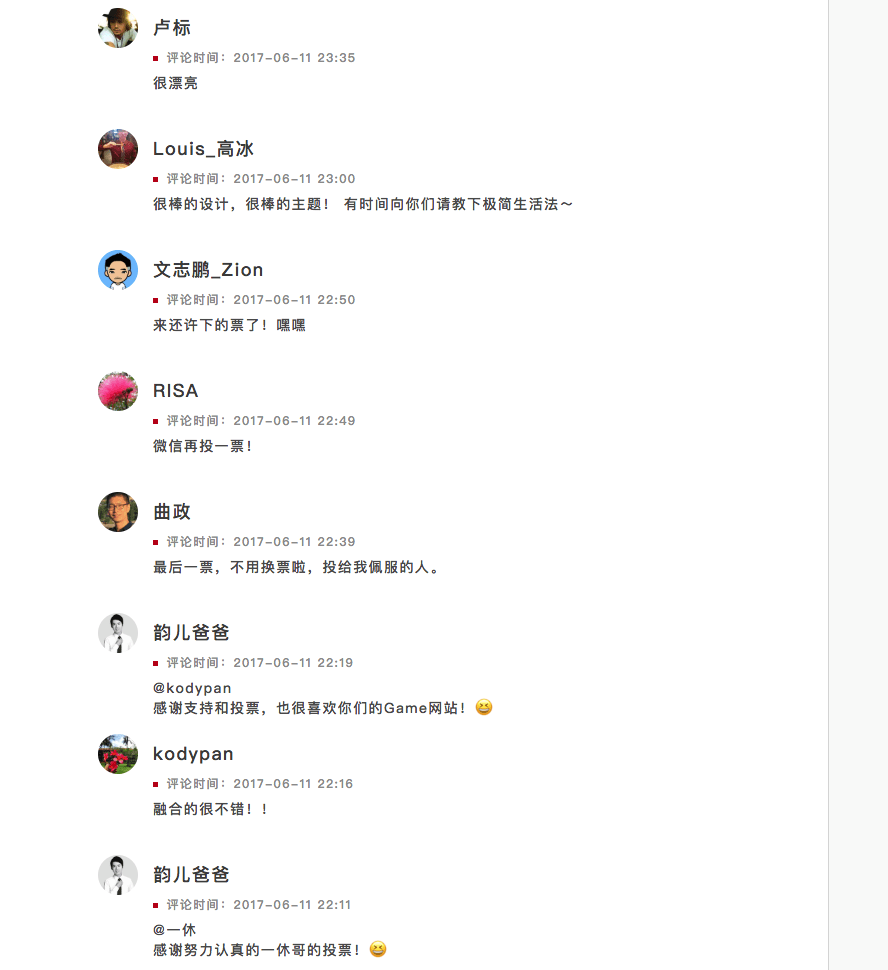 卢标
评论时间：2017-06-11 23:35
很漂亮
Louis_高冰
评论时间：2017-06-11 23:00
很棒的设计，很棒的主题！ 有时间向你们请教下极简生活法～
文志鹏_Zion
评论时间：2017-06-11 22:50
来还许下的票了！嘿嘿
RISA
评论时间：2017-06-11 22:49
微信再投一票！
曲政
评论时间：2017-06-11 22:39
最后一票，不用换票啦，投给我佩服的人。
韵儿爸爸
评论时间：2017-06-11 22:19
@kodypan
感谢支持和投票，也很喜欢你们的Game网站！😆
kodypan
评论时间：2017-06-11 22:16
融合的很不错！！
韵儿爸爸
评论时间：2017-06-11 22:11
@一休
感谢努力认真的一休哥的投票！😆